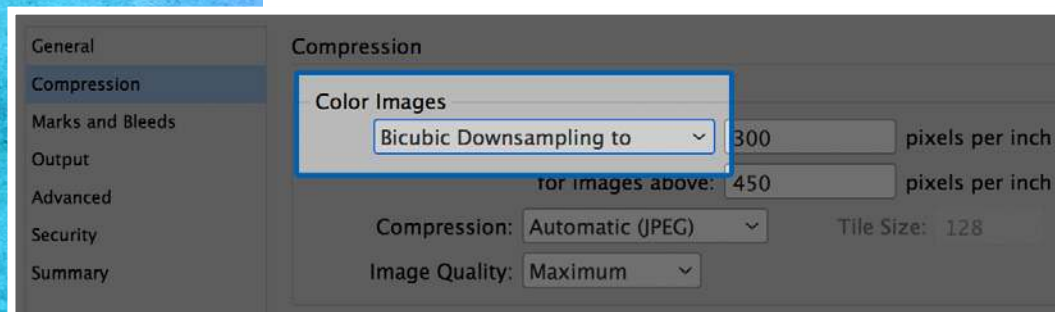 General
Compression
Marks and Bleeds
Output
Advanced
Security
Summary
Compression
Color Images
Bicubic Downsampling to 300 pixels per inch
for images above: 450 pixels per inch
Compression: Automatic (JPEG) Tile Size: 128
Image Quality: Maximum